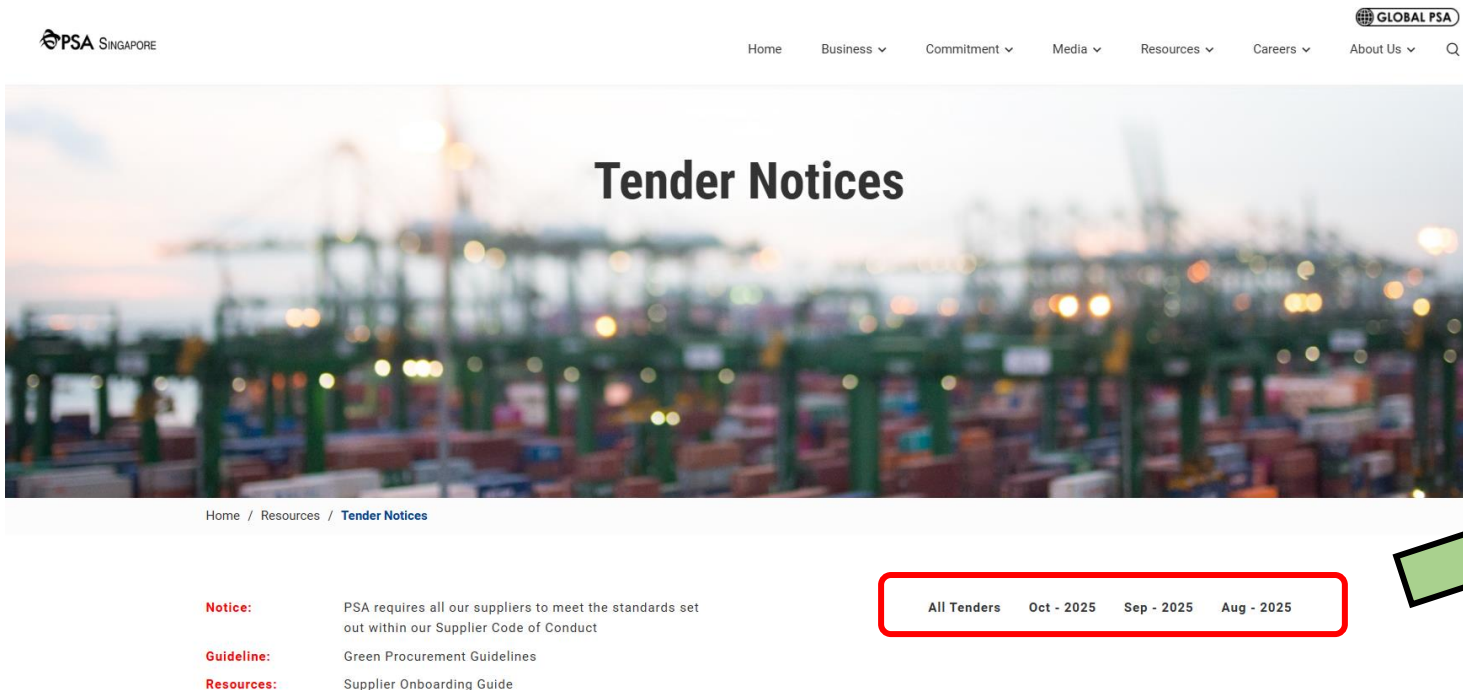 GLOBAL PSA
PSA SINGAPORE
Home Business Commitment Media Resources Careers About Us
Tender Notices
Home / Resources / Tender Notices
Notice: PSA requires all our suppliers to meet the standards set
out within our Supplier Code of Conduct
Guideline: Green Procurement Guidelines
Resources: Supplier Onboarding Guide
All Tenders Oct - 2025 Sep - 2025 Aug - 2025